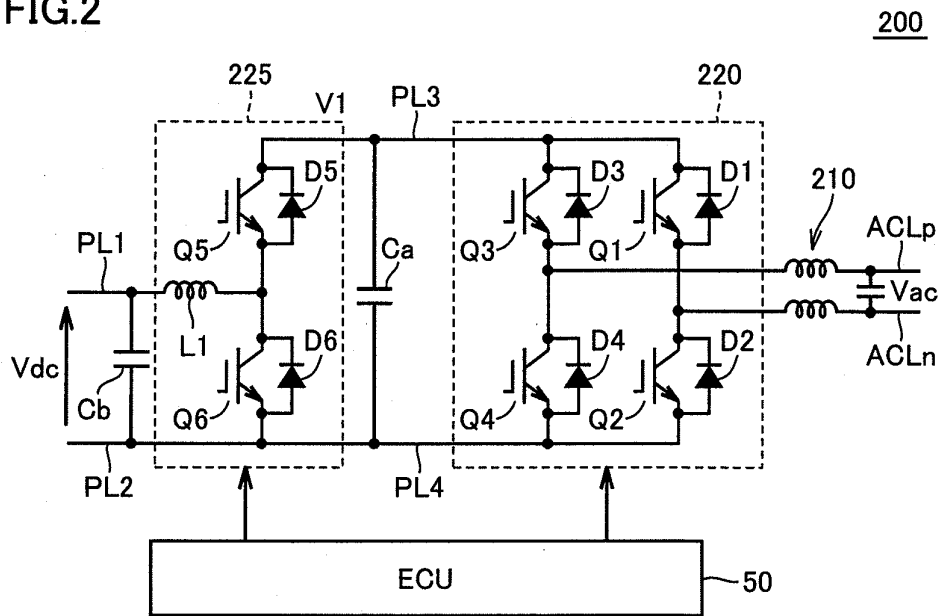 FIG.2
200
225
V1
PL3
220
D5
D3
D1
210
Q5
Q3
Q1
ACLp
PL1
Ca
Vac
L1
ACLn
Vdc
D6
D4
D2
Cb
Q6
Q4
Q2
PL2
PL4
ECU
50